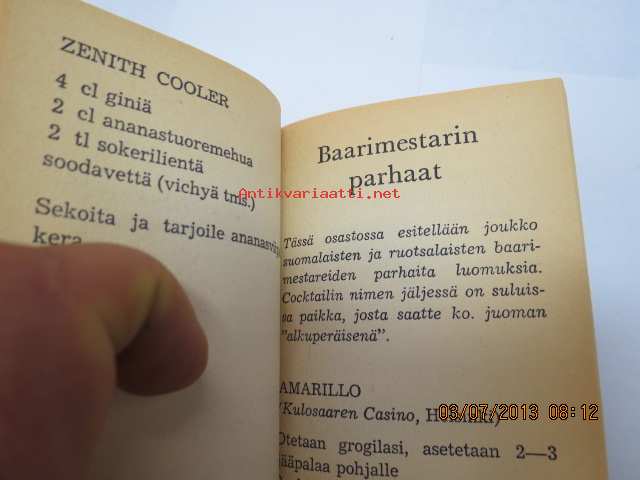 ZENITH COOLER
4 cl giniä
2 cl ananastuoremehua
2 tl sokerilientä
soodavettä (vichyä tms.)
Sekoita ja tarjoile
kera
Baarimestarin
parhaat
Antikvariaatti.net
Tässä osastossa esitellään joukko
suomalaisten ja ruotsalaisten baari-
mestareiden parhaita luomuksia.
Cocktailin nimen jäljessä on suluis-
sa paikka, josta saatte ko. juoman
"alkuperäisenä".
AMARILLO
(Kulosaaren Casino, Helsinki)
03/07/2013 08:12
Otetaan grogilasi, asetetaan 2—3
jääpalaa pohjalle